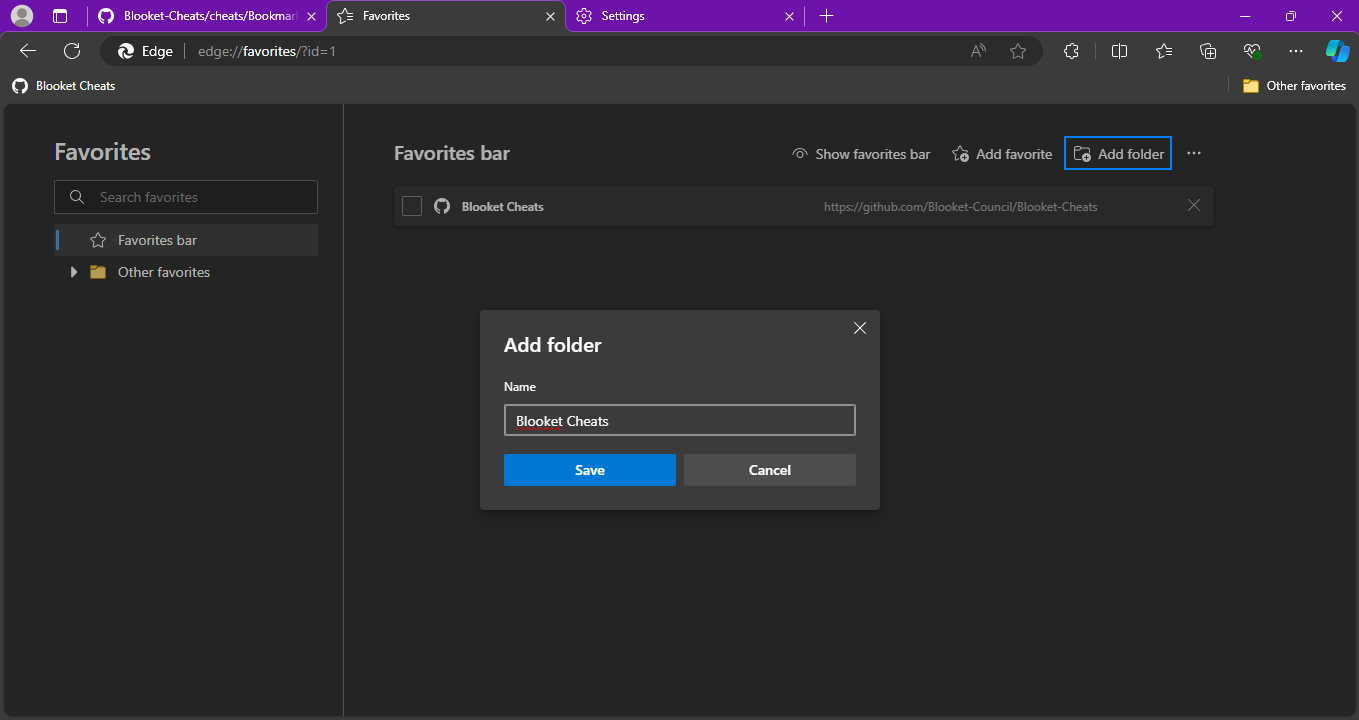 Blooket-Cheats/cheats/Bookmar
Favorites
Settings
Edge
edge://favorites/?id=1
Blooket Cheats
Other favorites
Favorites
Search favorites
Favorites bar
Other favorites
Favorites bar
Show favorites bar
Add favorite
Add folder
Blooket Cheats
https://github.com/Blooket-Council/Blooket-Cheats
Add folder
Name
Blooket Cheats
Save
Cancel